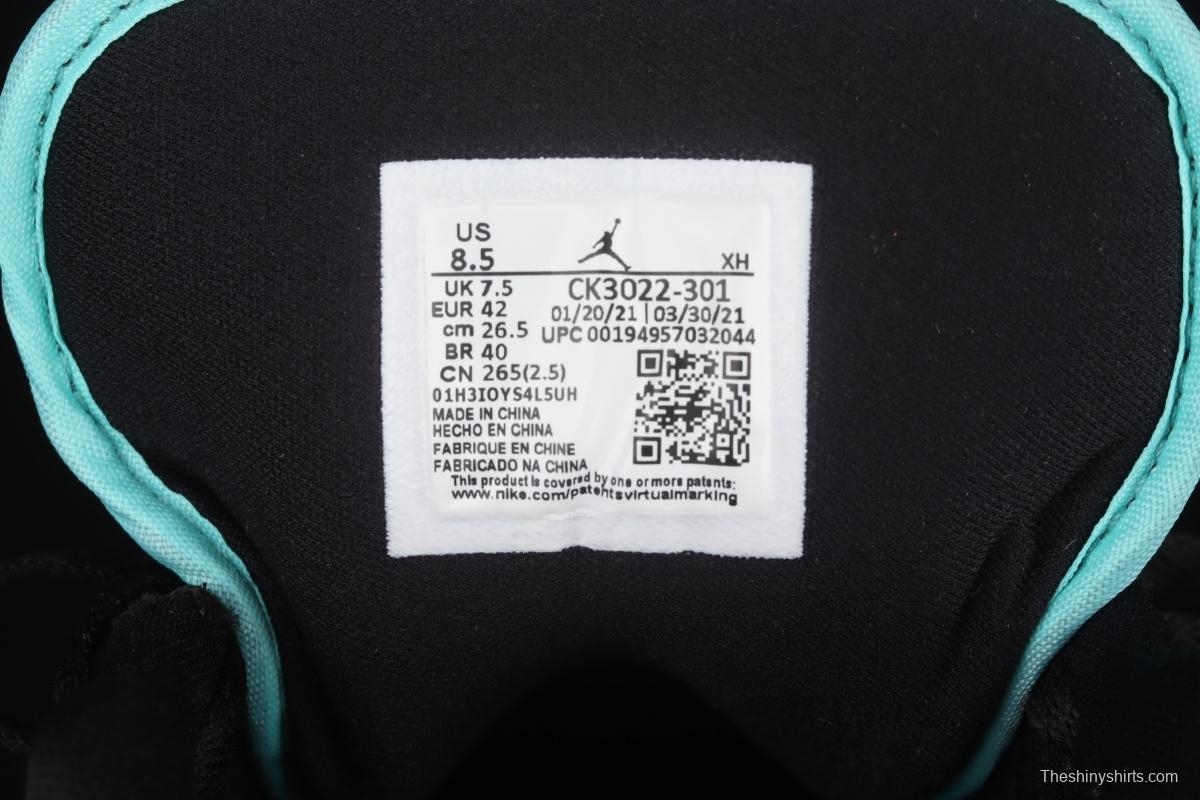 US
8.5
XH
UK 7.5
EUR 42
cm 26.5
BR 40
CN 265(2.5)
CK3022-301
01/20/21 | 03/30/21
UPC 00194957032044
01H3IOYS4L5UH
MADE IN CHINA
HECHO EN CHINA
FABRIQUE EN CHINE
FABRICADO NA CHINA
This product is covered by one or more patents:
www.nike.com/patentsvirtualmarking
Theshinyshirts.com